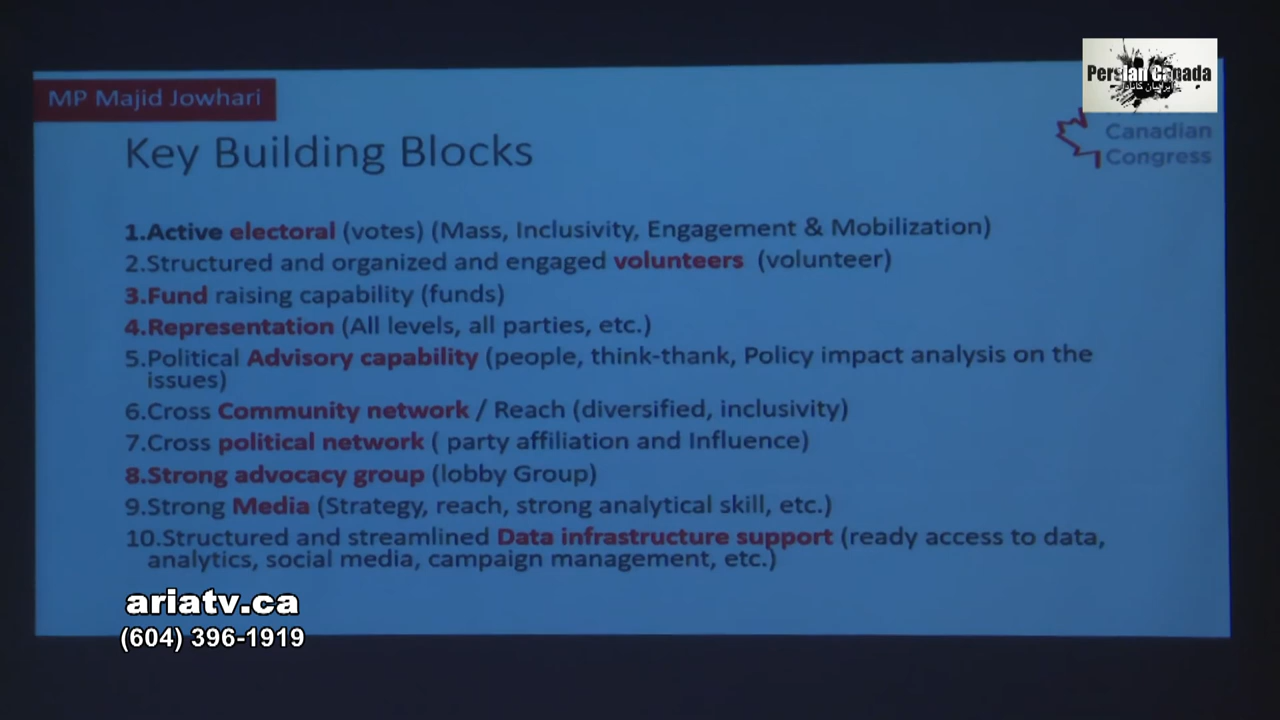 MP Majid Jowhari
Persian Canada
ایرانیان کانادا
Canadian
Congress
Key Building Blocks
1.Active electoral (votes) (Mass, Inclusivity, Engagement & Mobilization)
2.Structured and organized and engaged volunteers (volunteer)
3.Fund raising capability (funds)
4.Representation (All levels, all parties, etc.)
5.Political Advisory capability (people, think-thank, Policy impact analysis on the
issues)
6.Cross Community network / Reach (diversified, inclusivity)
7.Cross political network ( party affiliation and Influence)
8.Strong advocacy group (lobby Group)
9.Strong Media (Strategy, reach, strong analytical skill, etc.)
10.Structured and streamlined Data infrastructure support (ready access to data,
analytics, social media, campaign management, etc.)
ariatv.ca
(604) 396-1919